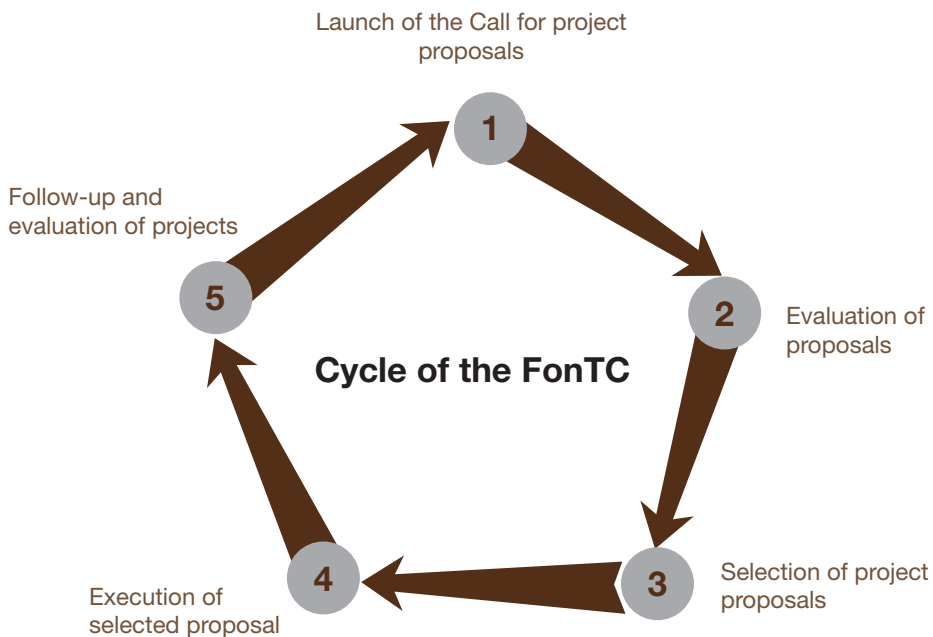 Launch of the Call for project
proposals
1
Follow-up and
evaluation of projects
5
2
Evaluation of
proposals
Cycle of the FonTC
4
3
Selection of project
proposals
Execution of
selected proposal